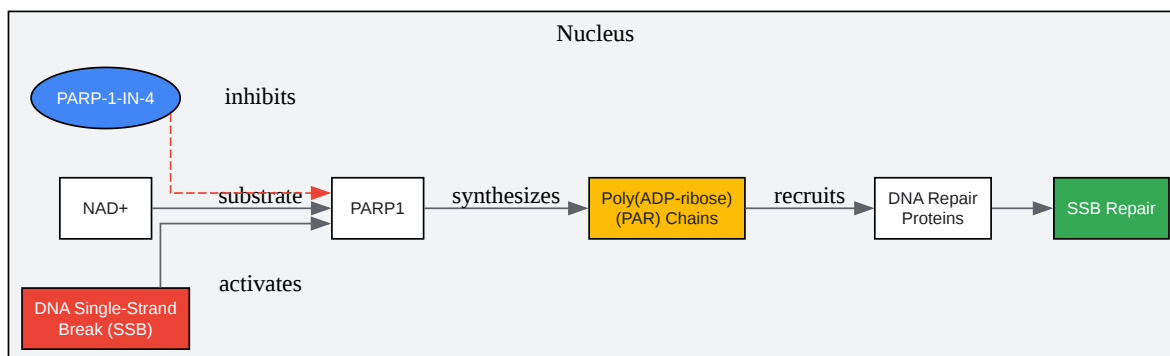 Nucleus
PARP-1-IN-4
inhibits
NAD+
substrate
PARP1
synthesizes
Poly(ADP-ribose)
(PAR) Chains
recruits
DNA Repair
Proteins
SSB Repair
activates
DNA Single-Strand
Break (SSB)